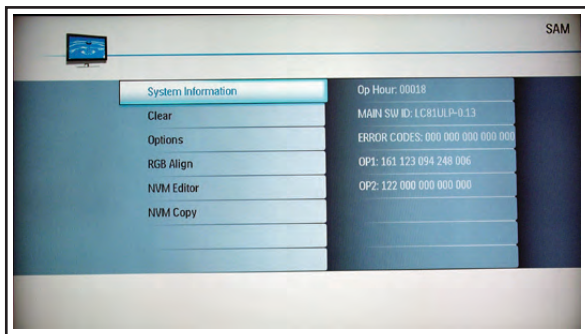 SAM
System Information
Clear
Options
RGB Align
NVM Editor
NVM Copy
Op Hour: 00018
MAIN SW ID: LC81ULP-0.13
ERROR CODES: 000 000 000 000 000
OP1: 161 123 094 248 006
OP2: 122 000 000 000 000